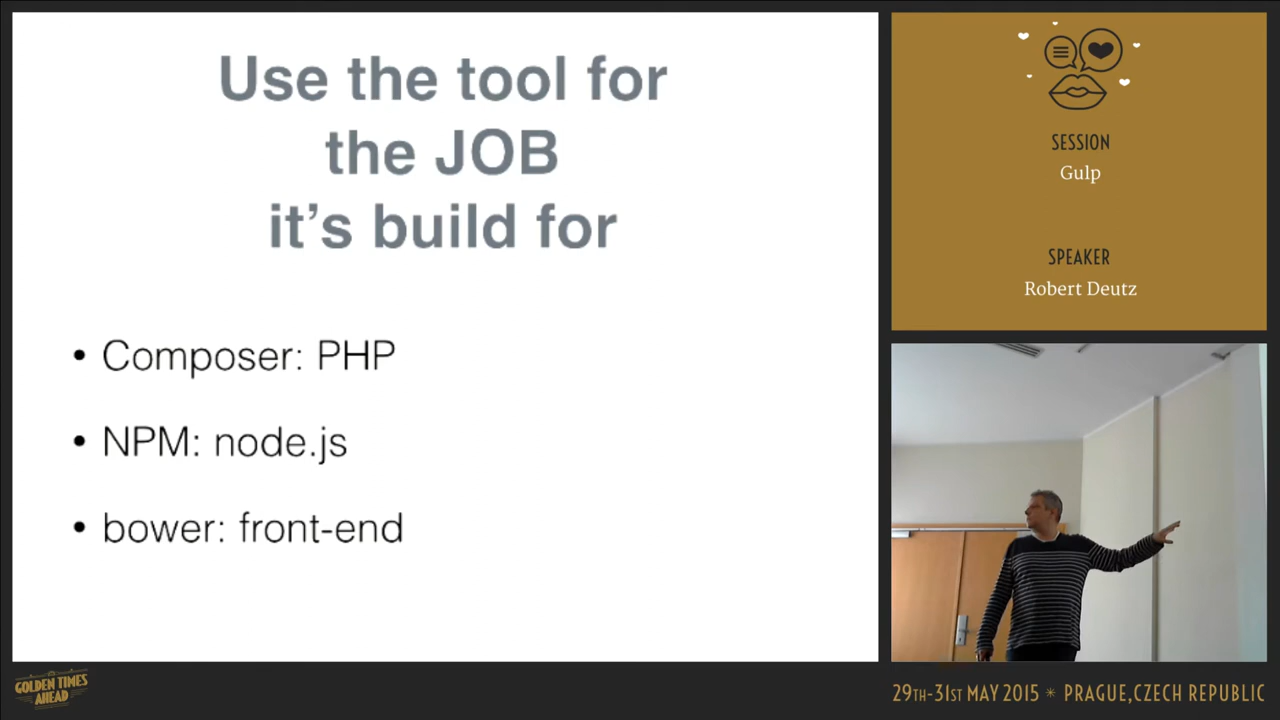 Use the tool for
the JOB
it's build for
• Composer: PHP
• NPM: node.js
• bower: front-end
SESSION
Gulp
SPEAKER
Robert Deutz
GOLDEN TIMES
AHEAD
29TH-31ST MAY 2015 * PRAGUE, CZECH REPUBLIC